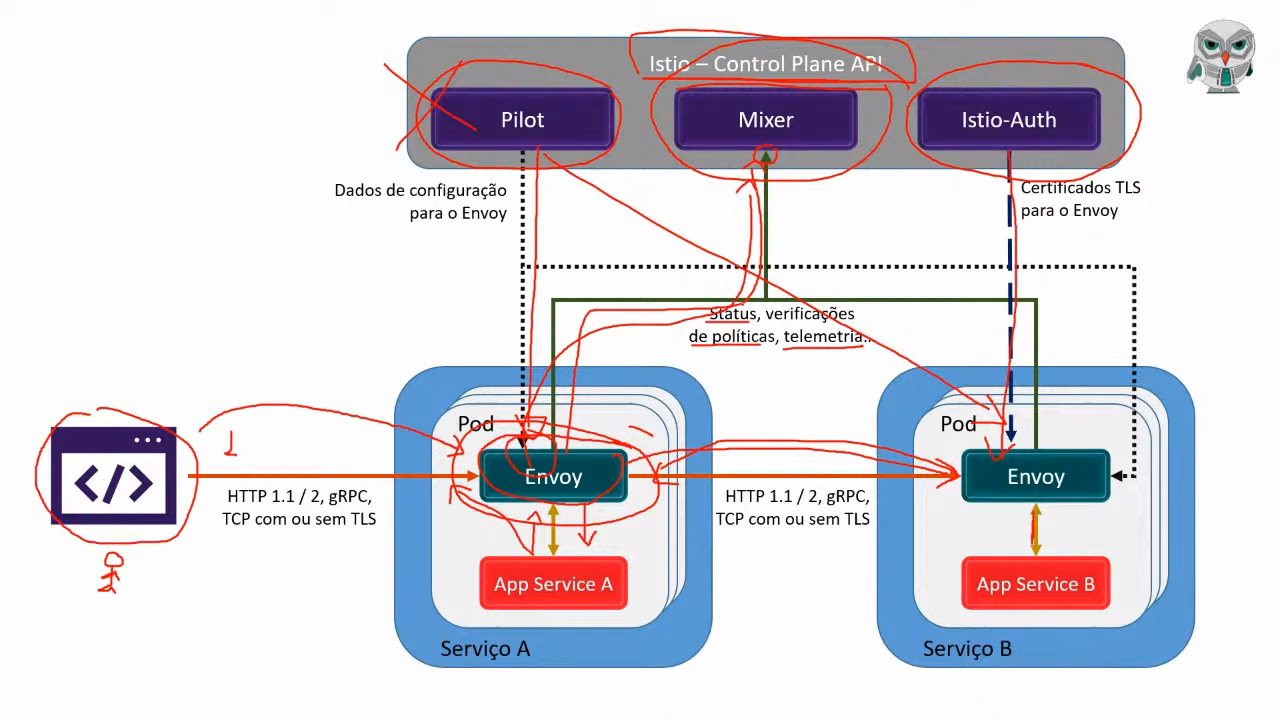 Istio – Control Plane API
Pilot
Mixer
Istio-Auth
Dados de configuração
para o Envoy
Certificados TLS
para o Envoy
Status, verificações
de políticas, telemetria...
Pod
Pod
</>
Envoy
Envoy
HTTP 1.1 / 2, gRPC,
TCP com ou sem TLS
HTTP 1.1 / 2, gRPC,
TCP com ou sem TLS
App Service A
App Service B
Serviço A
Serviço B